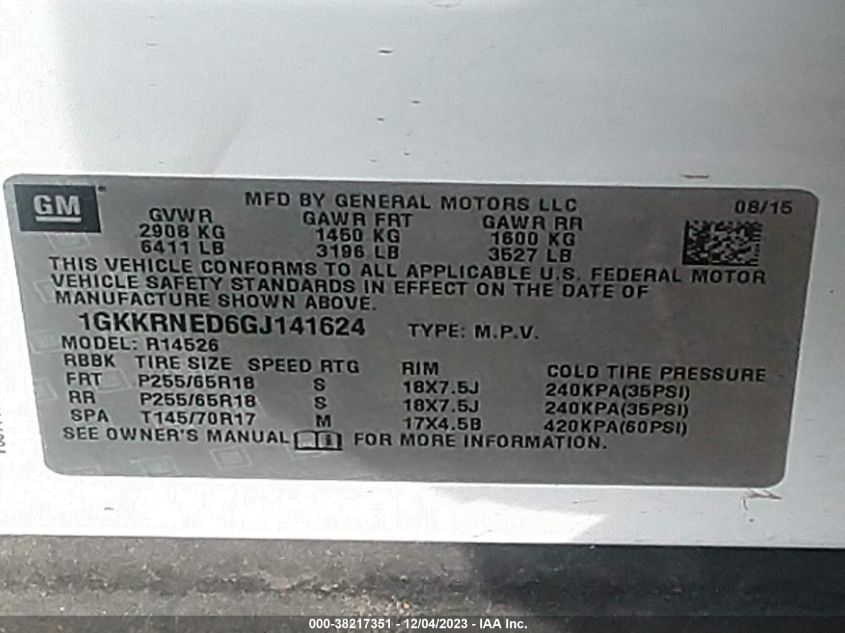 GM
MFD BY GENERAL MOTORS LLC 08/15
GVWR GAWR FRT GAWR RR
2908 KG 1450 KG 1600 KG
6411 LB 3196 LB 3527 LB
THIS VEHICLE CONFORMS TO ALL APPLICABLE U.S. FEDERAL MOTOR
VEHICLE SAFETY STANDARDS IN EFFECT ON THE DATE OF
MANUFACTURE SHOWN ABOVE.
1GKKRNED6GJ141624 TYPE: M.P.V.
MODEL: R14526
RBBK TIRE SIZE SPEED RTG RIM COLD TIRE PRESSURE
FRT P255/65R18 S 18X7.5J 240KPA(35PSI)
RR P255/65R18 S 18X7.5J 240KPA(35PSI)
SPA T145/70R17 M 17X4.5B 420KPA(60PSI)
SEE OWNER'S MANUAL FOR MORE INFORMATION.
000-38217351 - 12/04/2023 - IAA Inc.